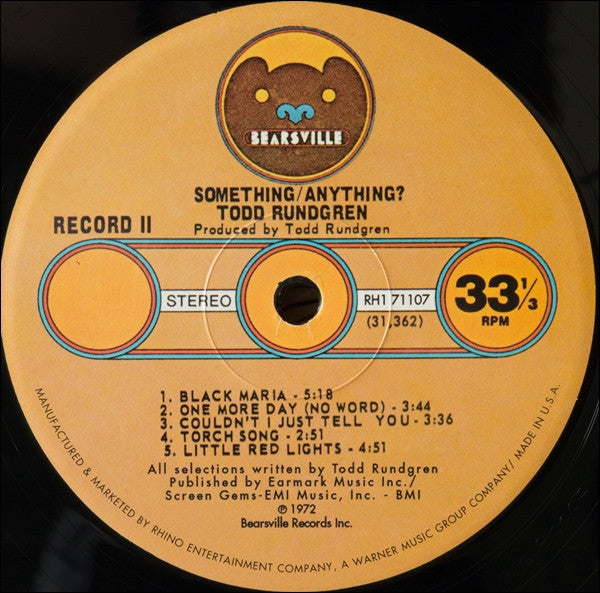 BEARSVILLE
SOMETHING/ANYTHING?
TODD RUNDGREN
RECORD II
Produced by Todd Rundgren
STEREO
RH1 71107
(31,362)
33 1/3
RPM
1. BLACK MARIA - 5:18
2. ONE MORE DAY (NO WORD) - 3:44
3. COULDN'T I JUST TELL YOU - 3:36
4. TORCH SONG - 2:51
5. LITTLE RED LIGHTS - 4:51
All selections written by Todd Rundgren
Published by Earmark Music Inc./
Screen Gems-EMI Music, Inc. - BMI
℗ 1972
Bearsville Records Inc.
MANUFACTURED & MARKETED BY RHINO ENTERTAINMENT COMPANY, A WARNER MUSIC GROUP COMPANY/ MADE IN U.S.A.